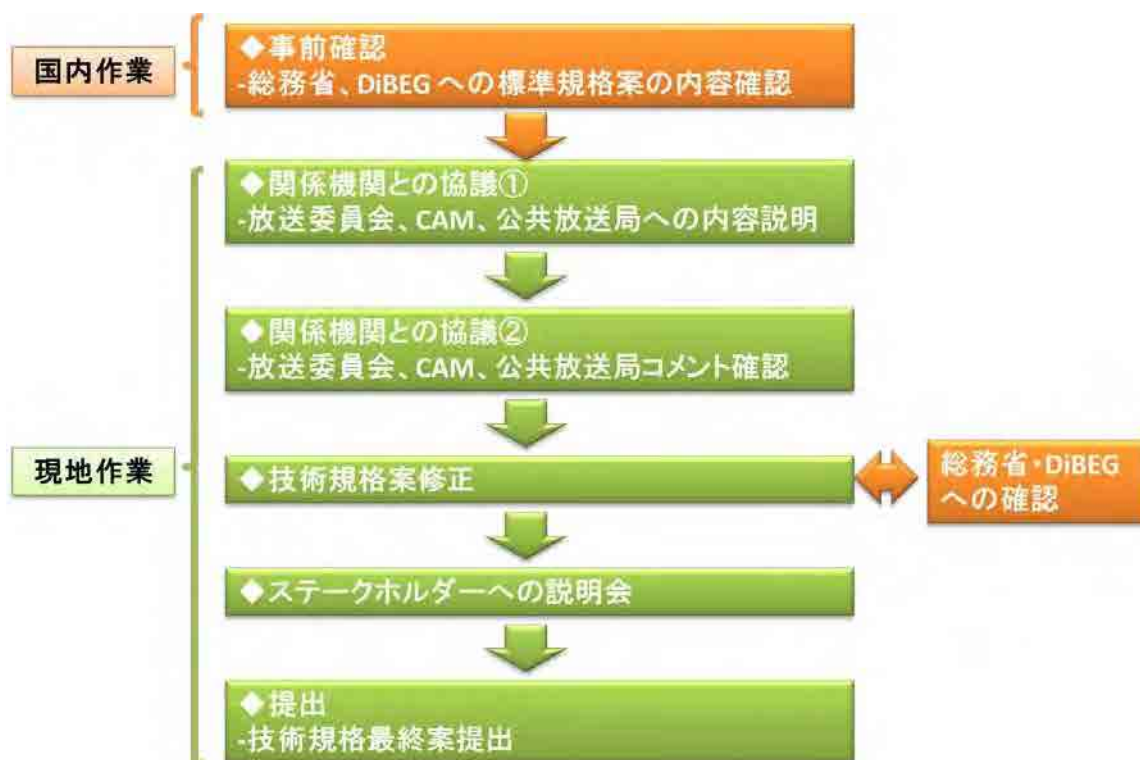 国内作業
◆事前確認
-総務省、DiBEG への標準規格案の内容確認
◆関係機関との協議①
-放送委員会、CAM、公共放送局への内容説明
◆関係機関との協議②
-放送委員会、CAM、公共放送局コメント確認
現地作業
◆技術規格案修正
総務省・DiBEG
への確認
◆ステークホルダーへの説明会
◆提出
-技術規格最終案提出